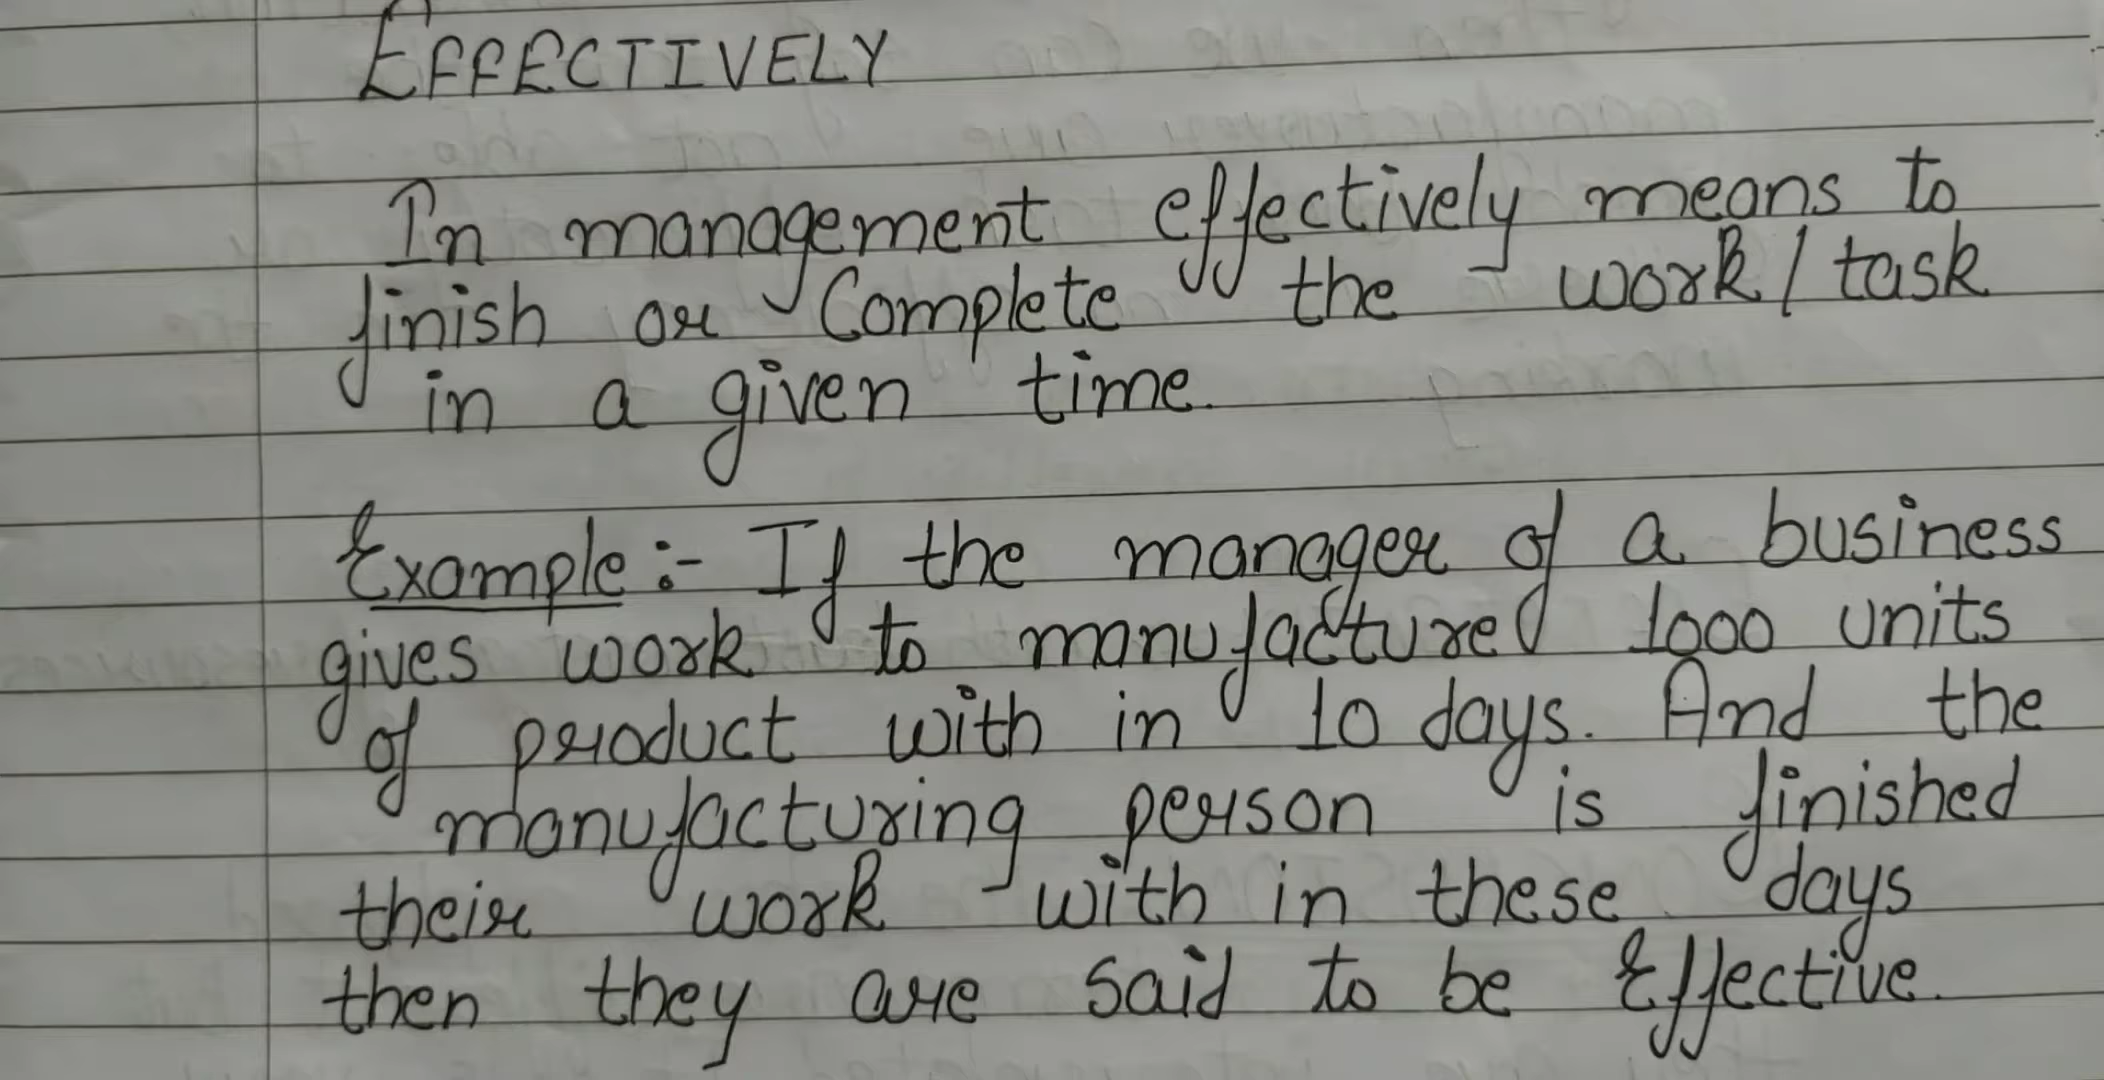 EFFECTIVELY
In management effectively means to
finish or Complete the work / task
in a given time.
Example :- If the manager of a business
gives work to manufacture 1000 units
of product with in 10 days. And the
manufacturing person is finished
their work with in these days
then they are said to be Effective.